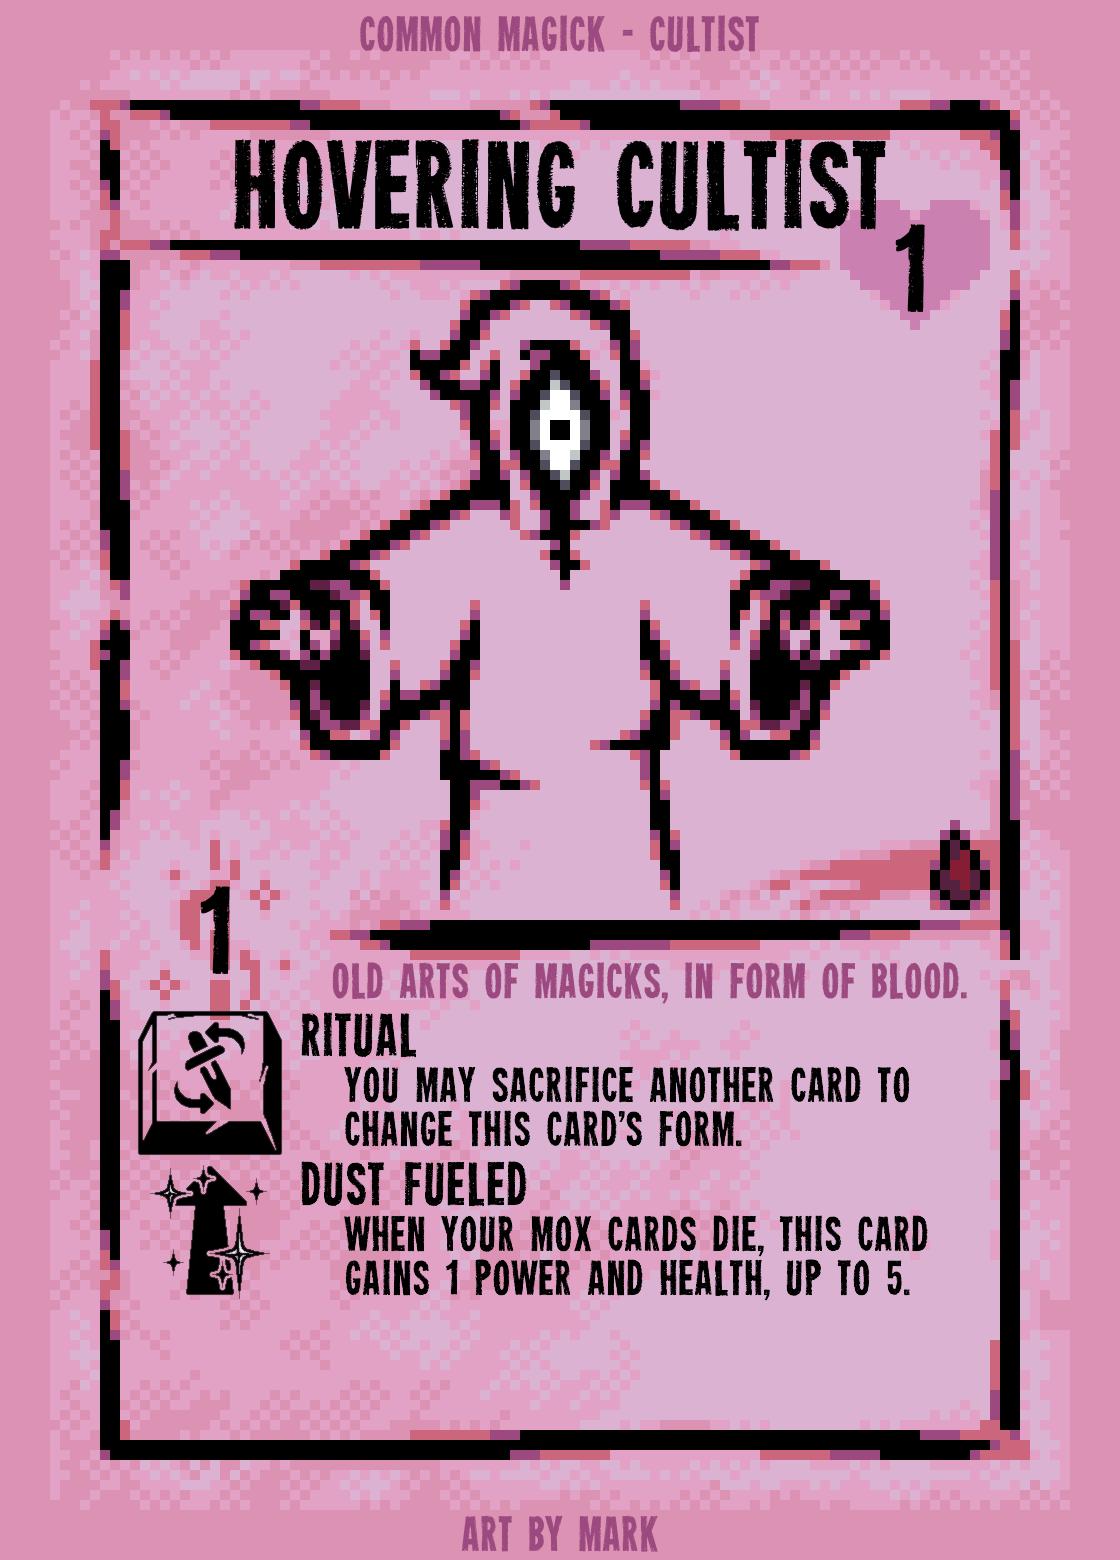 COMMON MAGICK - CULTIST
HOVERING CULTIST
1
1
OLD ARTS OF MAGICKS, IN FORM OF BLOOD.
RITUAL
YOU MAY SACRIFICE ANOTHER CARD TO
CHANGE THIS CARD'S FORM.
DUST FUELED
WHEN YOUR MOX CARDS DIE, THIS CARD
GAINS 1 POWER AND HEALTH, UP TO 5.
ART BY MARK